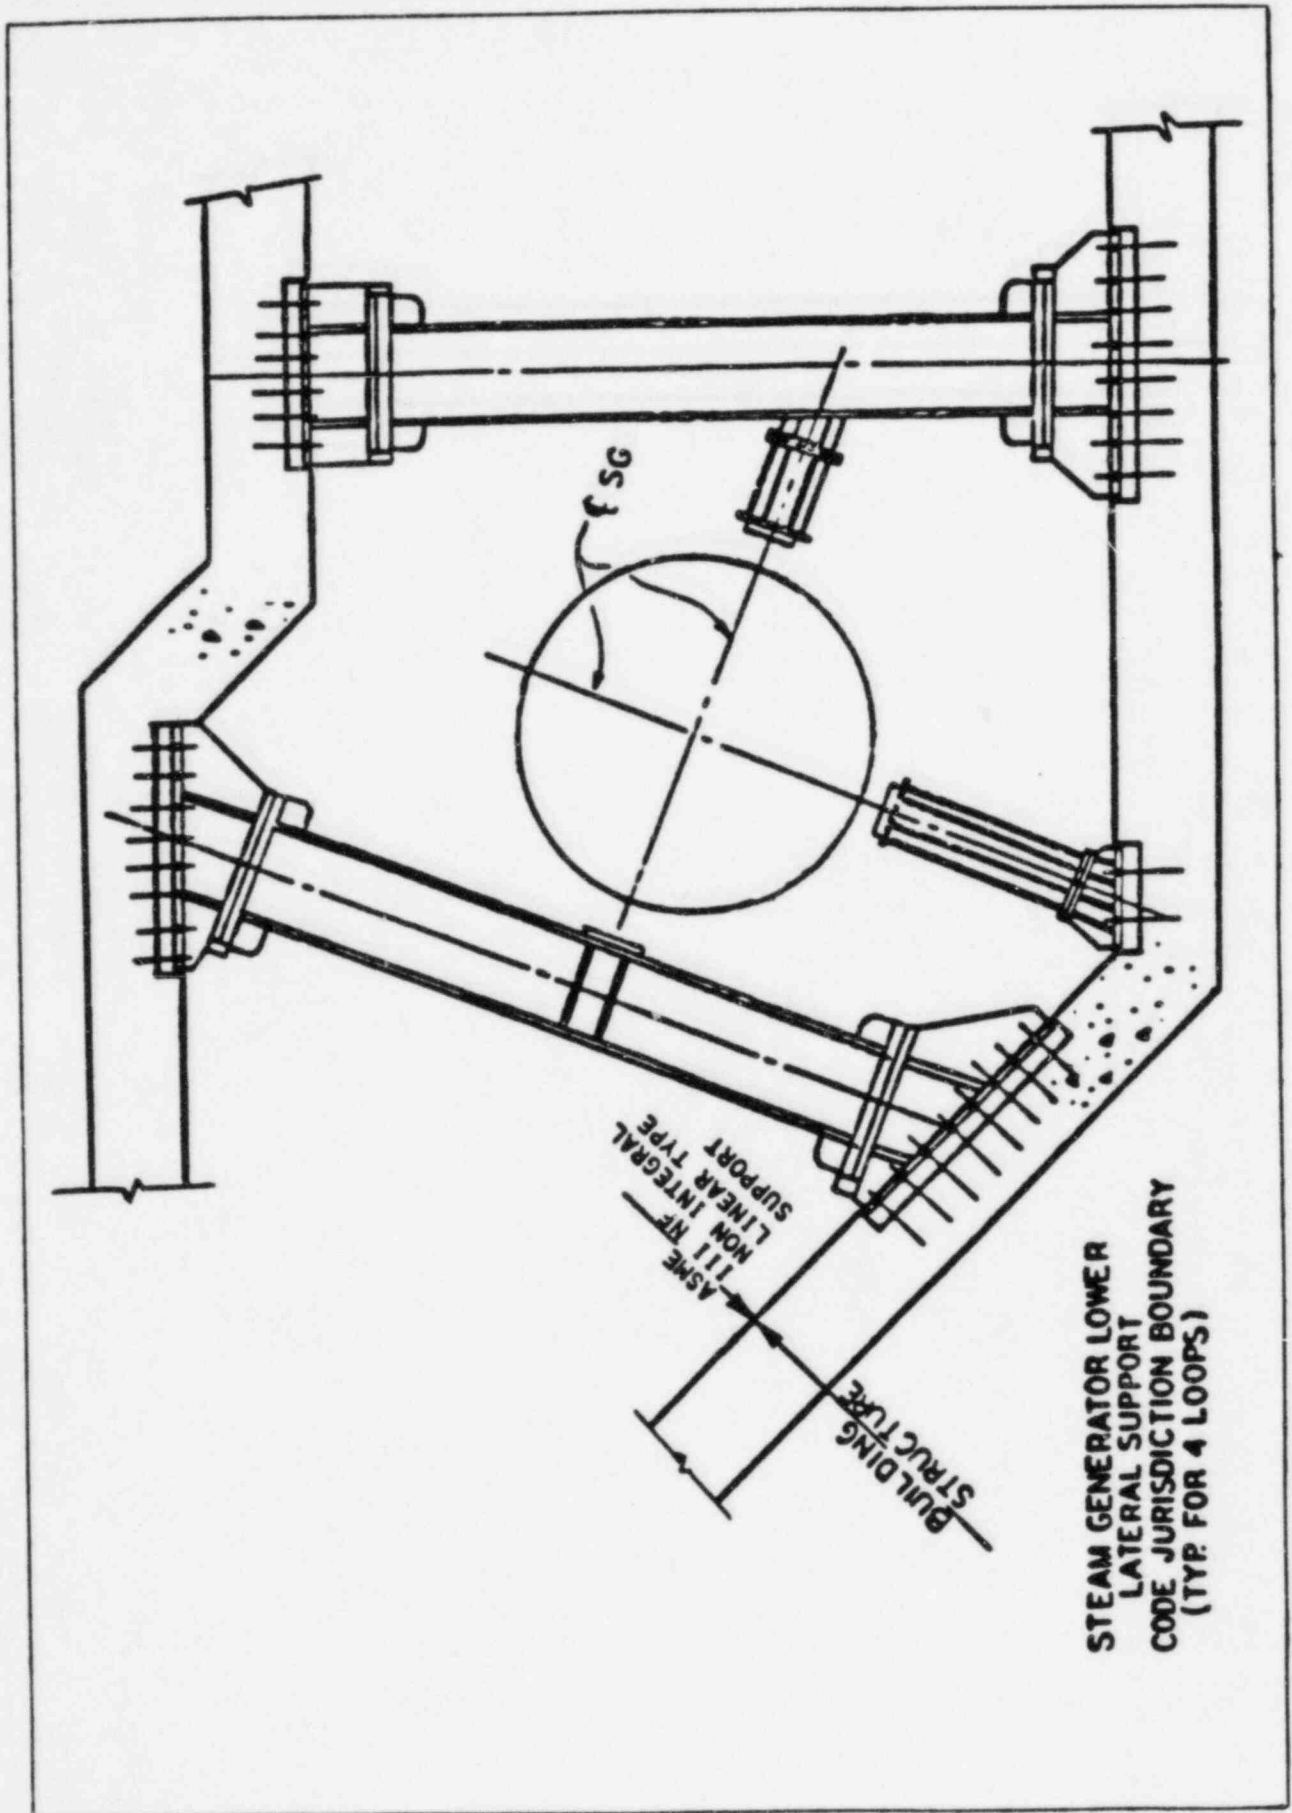 ℄ SG
ASME
III NF
NON INTEGRAL
LINEAR TYPE
SUPPORT
BUILDING
STRUCTURE
STEAM GENERATOR LOWER
LATERAL SUPPORT
CODE JURISDICTION BOUNDARY
(TYP. FOR 4 LOOPS)